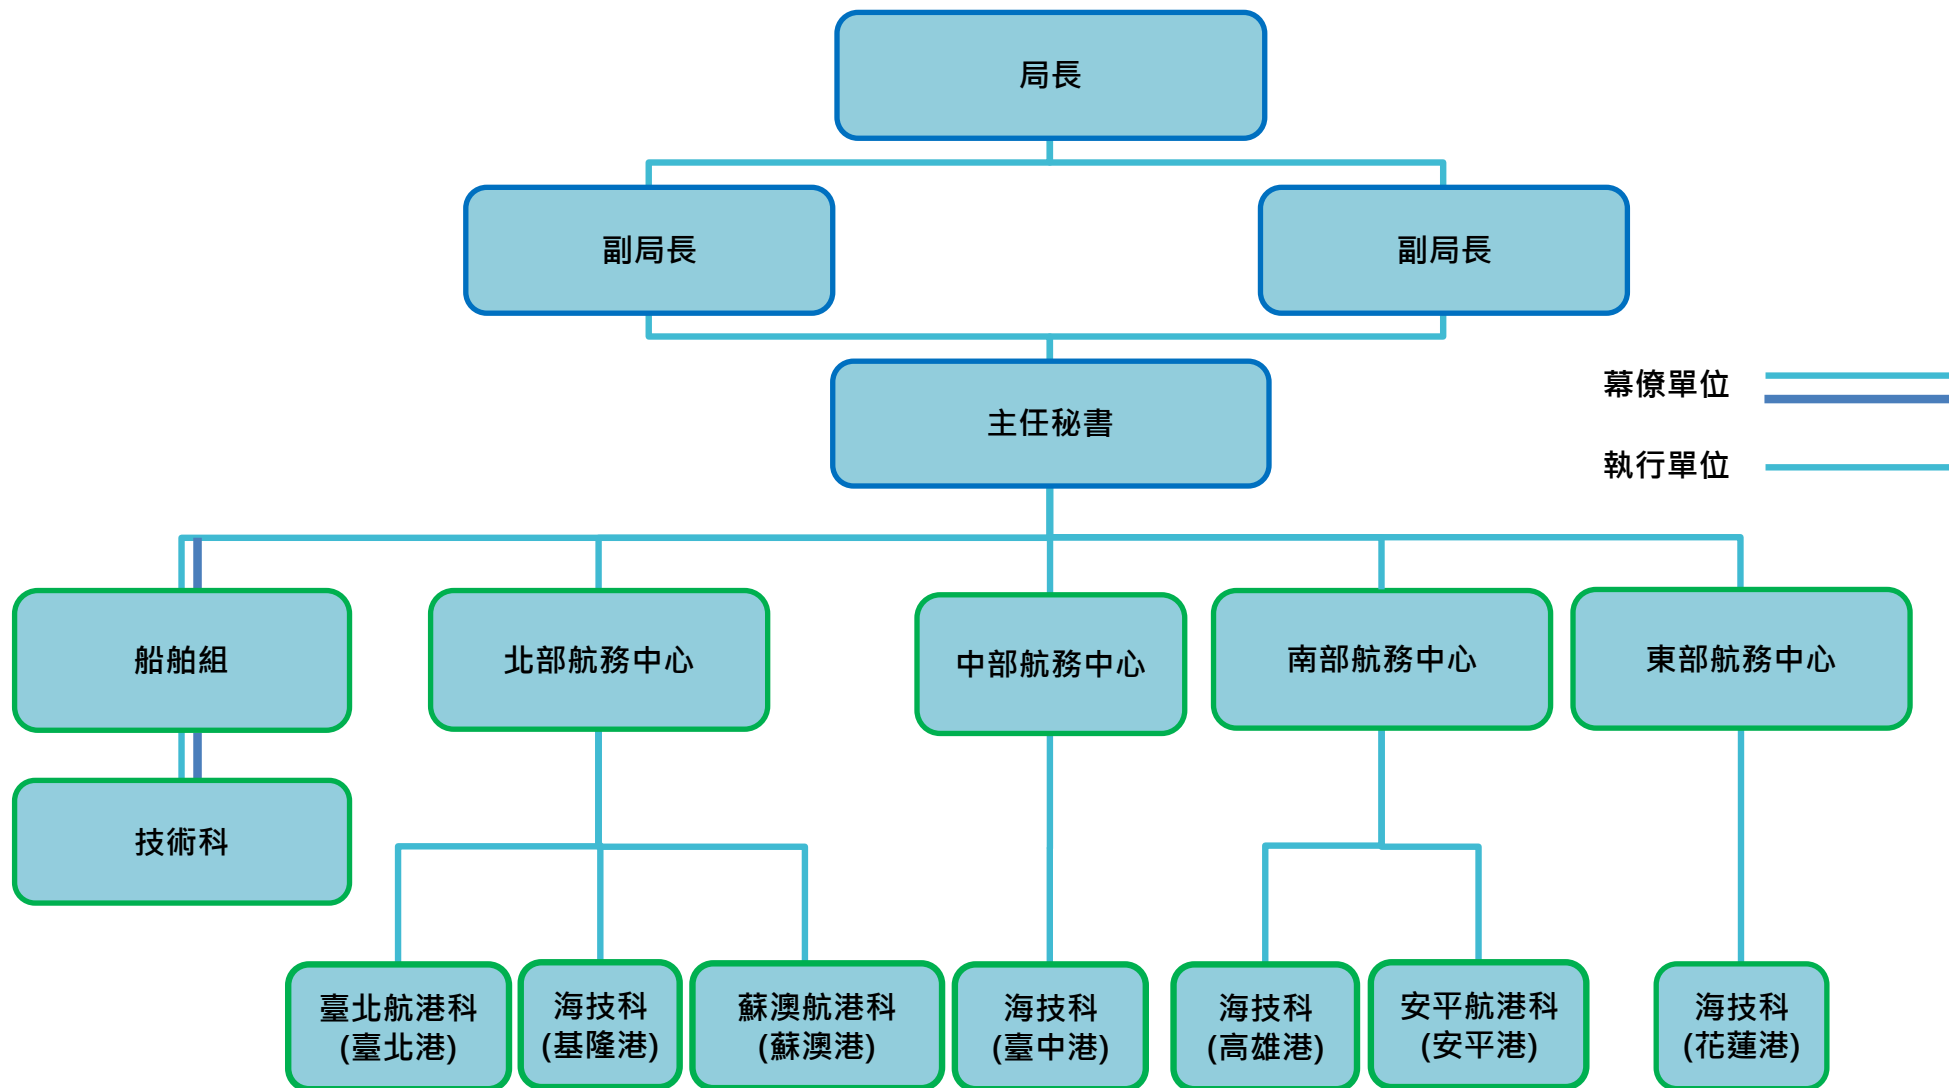 局長
副局長
副局長
主任秘書
幕僚單位
執行單位
船舶組
北部航務中心
中部航務中心
南部航務中心
東部航務中心
技術科
臺北航港科
(臺北港)
海技科
(基隆港)
蘇澳航港科
(蘇澳港)
海技科
(臺中港)
海技科
(高雄港)
安平航港科
(安平港)
海技科
(花蓮港)